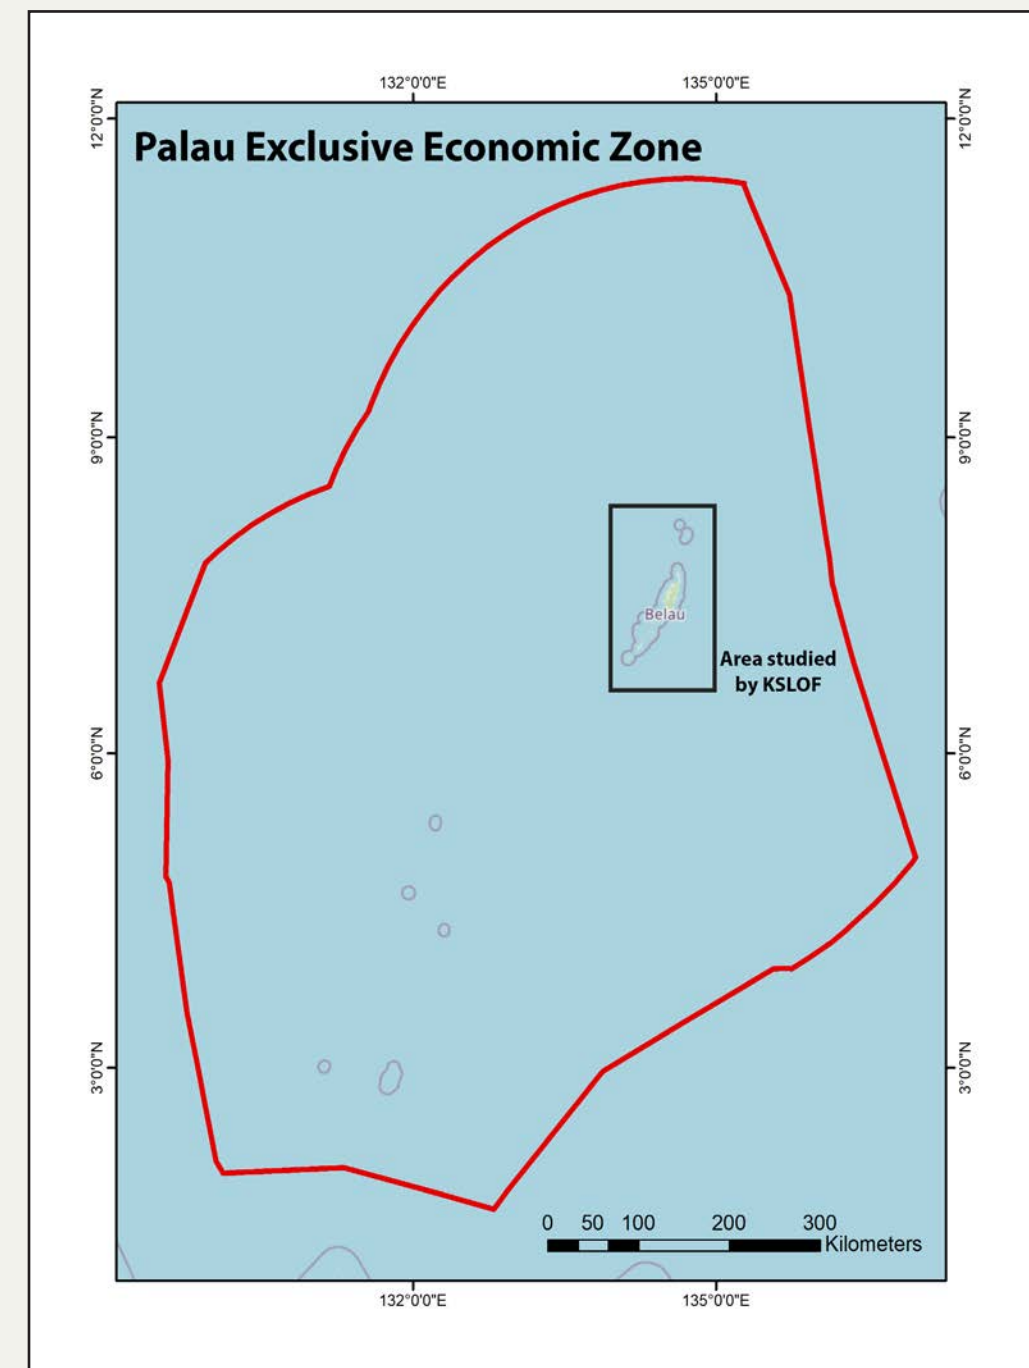 132°0'0"E 135°0'0"E
12°0'0"N 12°0'0"N
Palau Exclusive Economic Zone
9°0'0"N 9°0'0"N
Belau
Area studied
by KSLOF
6°0'0"N 6°0'0"N
3°0'0"N 3°0'0"N
0 50 100 200 300
Kilometers
132°0'0"E 135°0'0"E